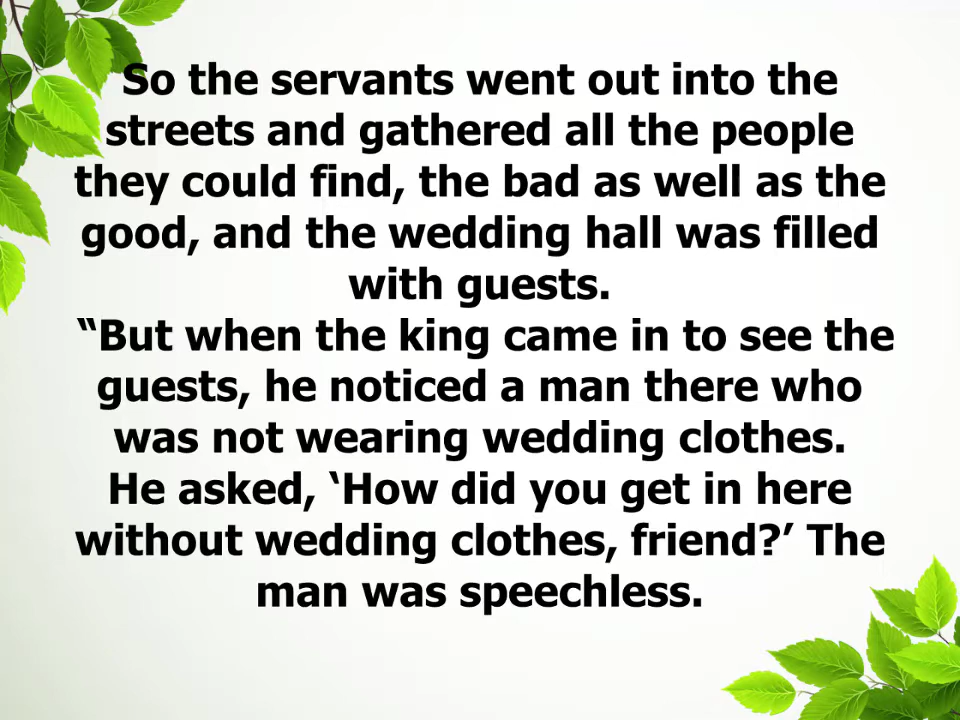 So the servants went out into the
streets and gathered all the people
they could find, the bad as well as the
good, and the wedding hall was filled
with guests.
“But when the king came in to see the
guests, he noticed a man there who
was not wearing wedding clothes.
He asked, ‘How did you get in here
without wedding clothes, friend?’ The
man was speechless.